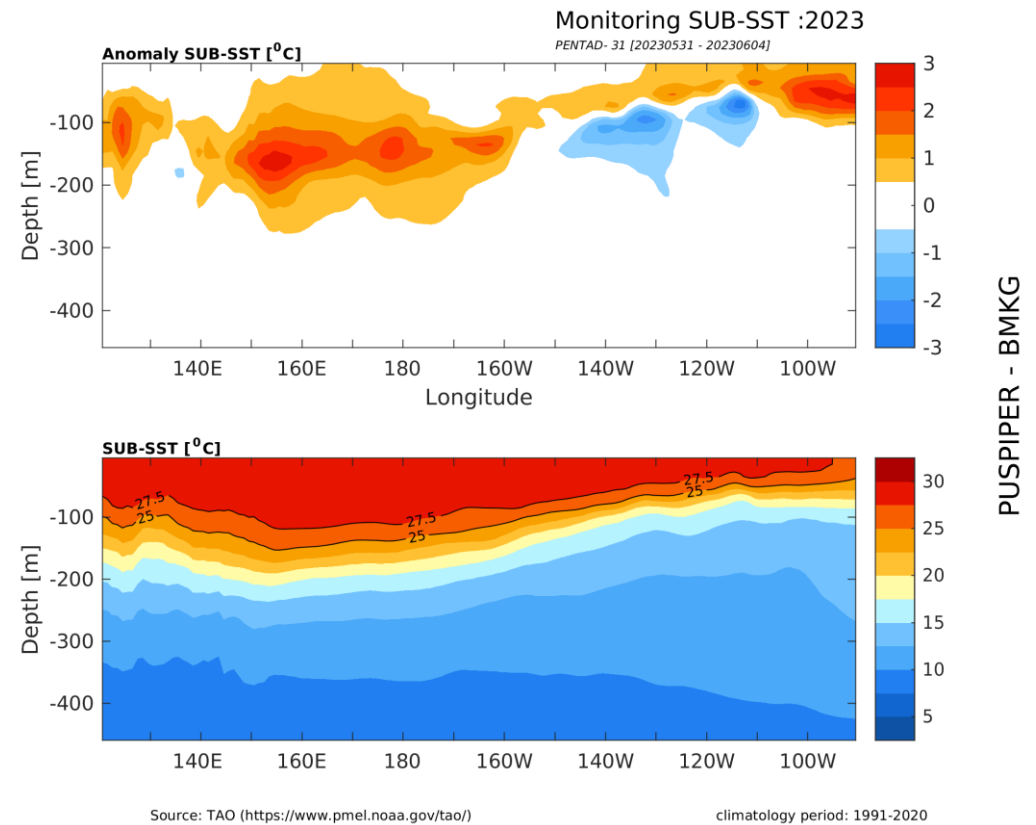 Monitoring SUB-SST :2023
PENTAD- 31 [20230531 - 20230604]
Anomaly SUB-SST [⁰C]
-100
-200
-300
-400
Depth [m]
140E 160E 180 160W 140W 120W 100W
Longitude
3
2
1
0
-1
-2
-3
PUSPIPER - BMKG
SUB-SST [⁰C]
27.5
25
27.5
25
27.5
25
-100
-200
-300
-400
Depth [m]
140E 160E 180 160W 140W 120W 100W
30
25
20
15
10
5
Source: TAO (https://www.pmel.noaa.gov/tao/)
climatology period: 1991-2020